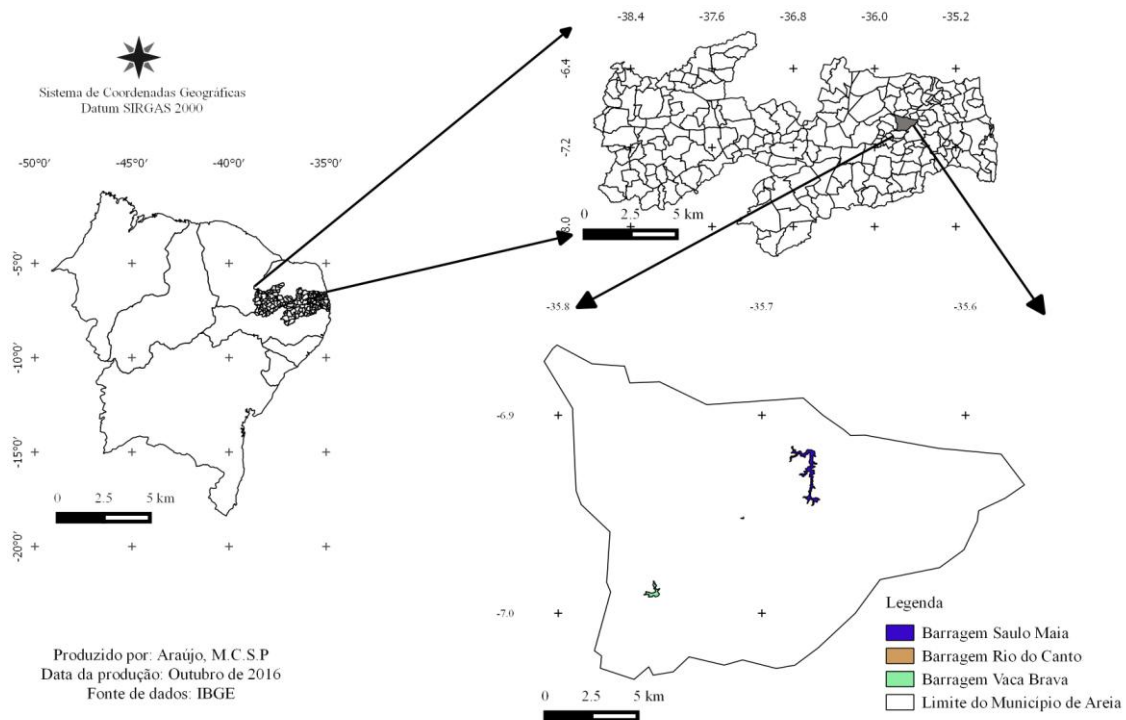 Sistema de Coordenadas Geográficas
Datum SIRGAS 2000
-50°0' -45°0' -40°0' -35°0'
-5°0'
-10°0'
-15°0'
-20°0'
0 2.5 5 km
-38.4 -37.6 -36.8 -36.0 -35.2
-6.4
-7.2
-8.0
0 2.5 5 km
-35.8 -35.7 -35.6
-6.9
-7.0
0 2.5 5 km
Legenda
Barragem Saulo Maia
Barragem Rio do Canto
Barragem Vaca Brava
Limite do Município de Areia
Produzido por: Araújo, M.C.S.P
Data da produção: Outubro de 2016
Fonte de dados: IBGE